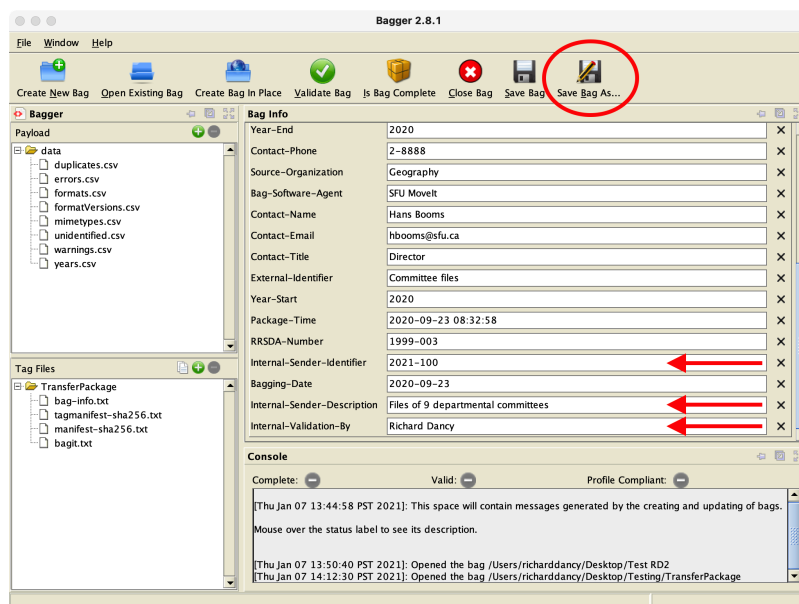 Bagger 2.8.1
File Window Help
Create New Bag Open Existing Bag Create Bag In Place Validate Bag Is Bag Complete Close Bag Save Bag Save Bag As...
Bagger
Payload
data
duplicates.csv
errors.csv
formats.csv
formatVersions.csv
mimetypes.csv
unidentified.csv
warnings.csv
years.csv
Tag Files
TransferPackage
bag-info.txt
tagmanifest-sha256.txt
manifest-sha256.txt
bagit.txt
Bag Info
Year-End 2020
Contact-Phone 2-8888
Source-Organization Geography
Bag-Software-Agent SFU MoveIt
Contact-Name Hans Booms
Contact-Email hbooms@sfu.ca
Contact-Title Director
External-Identifier Committee files
Year-Start 2020
Package-Time 2020-09-23 08:32:58
RRSDA-Number 1999-003
Internal-Sender-Identifier 2021-100
Bagging-Date 2020-09-23
Internal-Sender-Description Files of 9 departmental committees
Internal-Validation-By Richard Dancy
Console
Complete: Valid: Profile Compliant:
[Thu Jan 07 13:44:58 PST 2021]: This space will contain messages generated by the creating and updating of bags.
Mouse over the status label to see its description.
[Thu Jan 07 13:50:40 PST 2021]: Opened the bag /Users/richarddancy/Desktop/Test RD2
[Thu Jan 07 14:12:30 PST 2021]: Opened the bag /Users/richarddancy/Desktop/Testing/TransferPackage